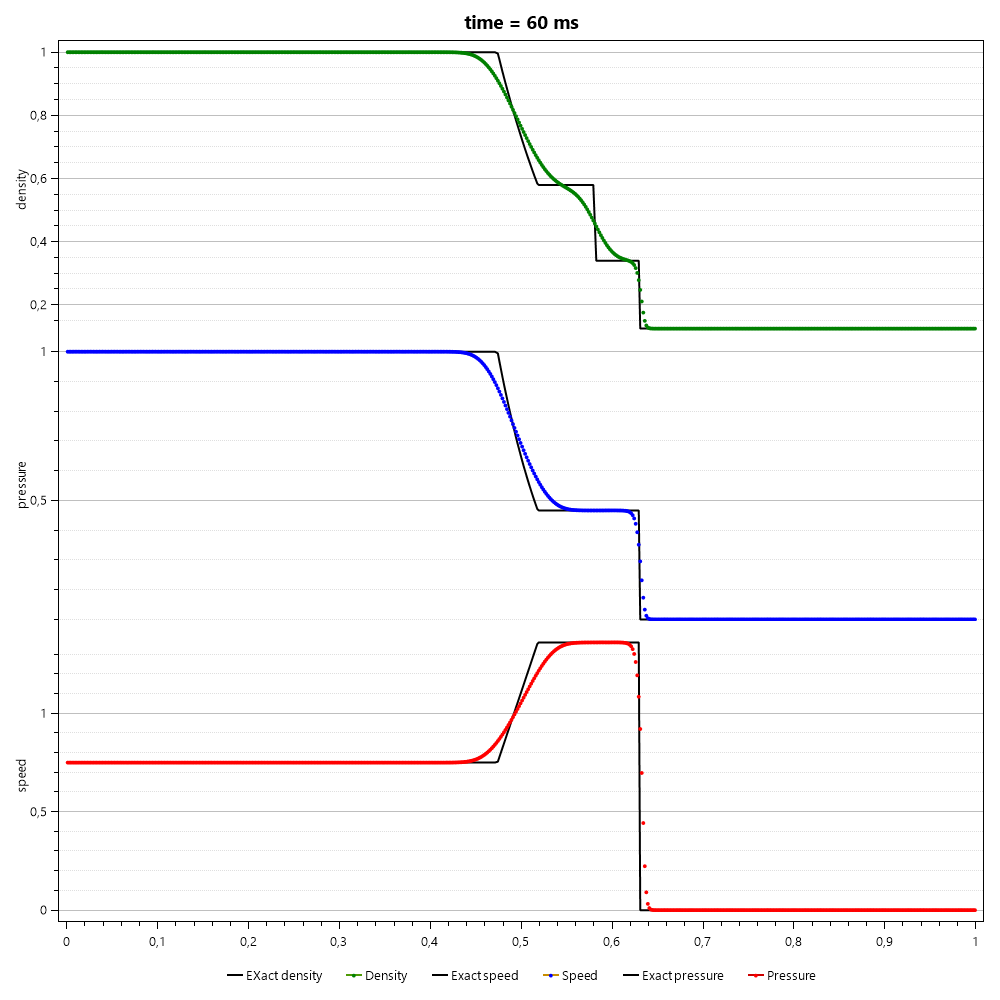 time = 60 ms
density
1
0,8
0,6
0,4
0,2
pressure
1
0,5
speed
1
0,5
0
0 0,1 0,2 0,3 0,4 0,5 0,6 0,7 0,8 0,9 1
EXact density Density Exact speed Speed Exact pressure Pressure